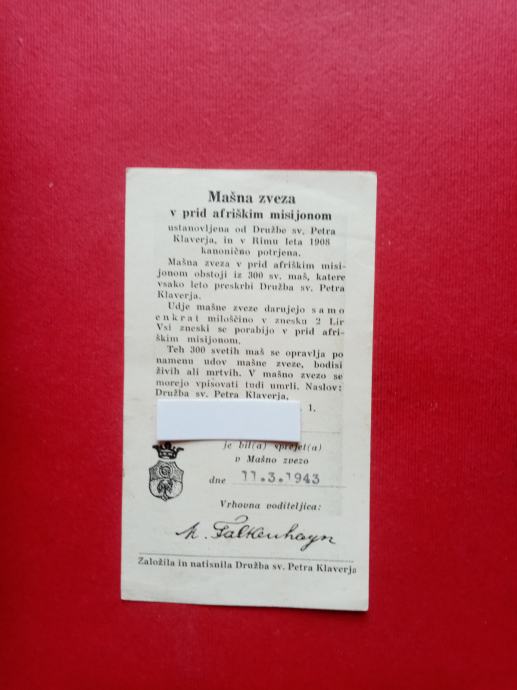 Mašna zveza
v prid afriškim misijonom
ustanovljena od Družbe sv. Petra
Klaverja, in v Rimu leta 1908
kanonično potrjena.
Mašna zveza v prid afriškim misi-
jonom obstoji iz 300 sv. maš, katere
vsako leto preskrbi Družba sv. Petra
Klaverja.
Udje mašne zveze darujejo samo
enkrat miloščino v znesku 2 Lir
Vsi zneski se porabijo v prid afri-
škim misijonom.
Teh 300 svetih maš se opravlja po
namenu udov mašne zveze, bodisi
živih ali mrtvih. V mašno zvezo se
morejo vpisovati tudi umrli. Naslov:
Družba sv. Petra Klaverja,
1.
je bil(a) sprejet(a)
v Mašno zvezo
dne 11.3.1943
Vrhovna voditeljica:
M. Falkenhayn
Založila in natisnila Družba sv. Petra Klaverja